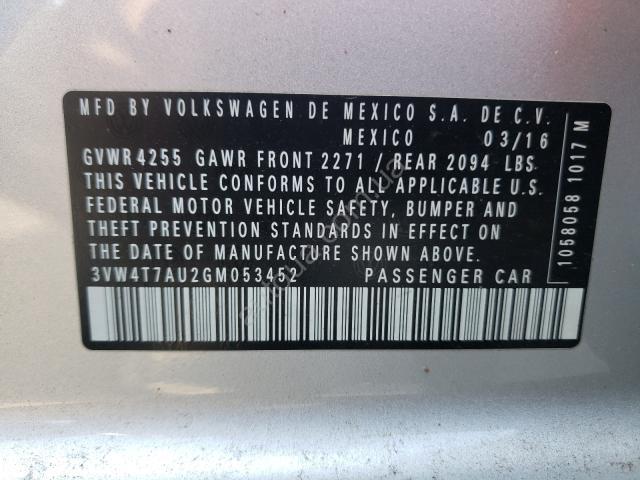 MFD BY VOLKSWAGEN DE MEXICO S.A. DE C.V.
MEXICO 03/16
GVWR 4255 GAWR FRONT 2271 / REAR 2094 LBS
THIS VEHICLE CONFORMS TO ALL APPLICABLE U.S.
FEDERAL MOTOR VEHICLE SAFETY, BUMPER AND
THEFT PREVENTION STANDARDS IN EFFECT ON
THE DATE OF MANUFACTURE SHOWN ABOVE.
3VW4T7AU2GM053452 PASSENGER CAR
1058058 1017 M